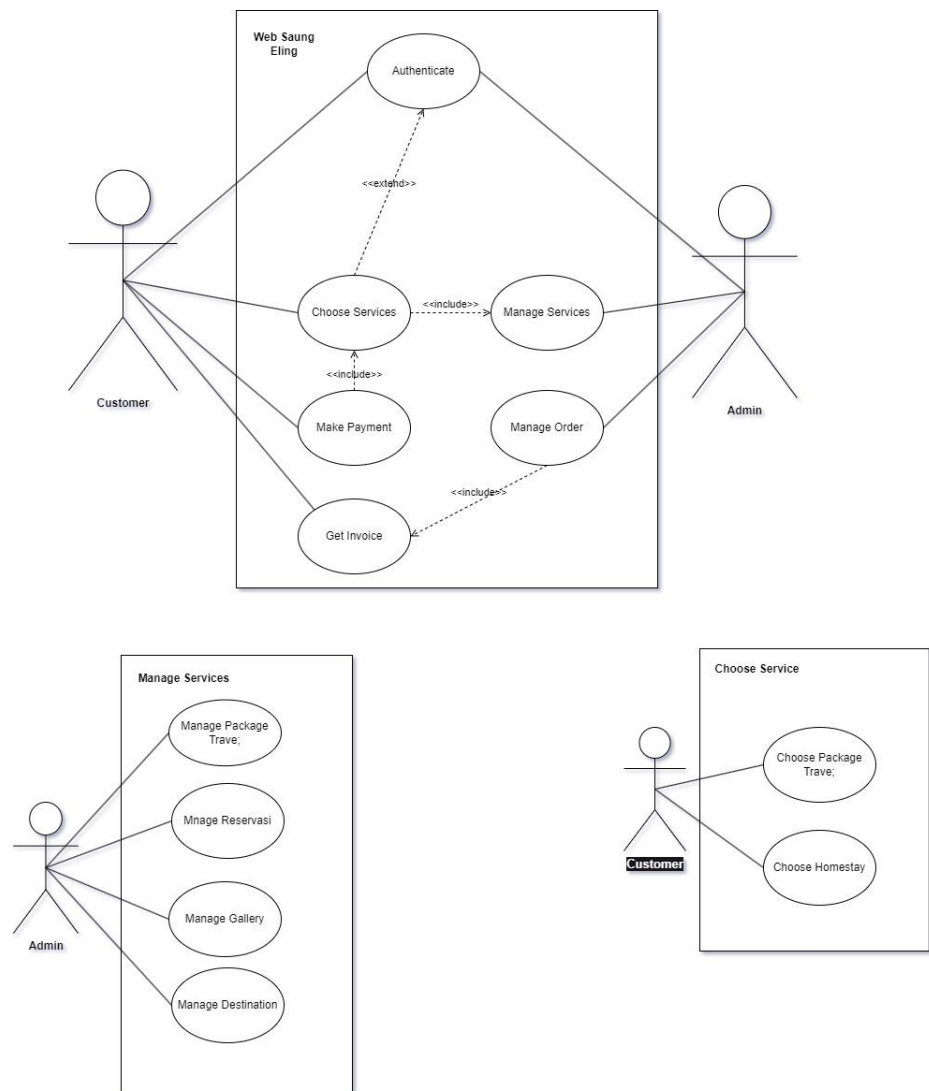 Web Saung
Eling
Authenticate
<<extend>>
Choose Services
<<include>>
Manage Services
<<include>>
Customer
Admin
Make Payment
Manage Order
<<include>>
Get Invoice
Manage Services
Manage Package
Trave;
Mnage Reservasi
Manage Gallery
Admin
Manage Destination
Choose Service
Choose Package
Trave;
Customer
Choose Homestay